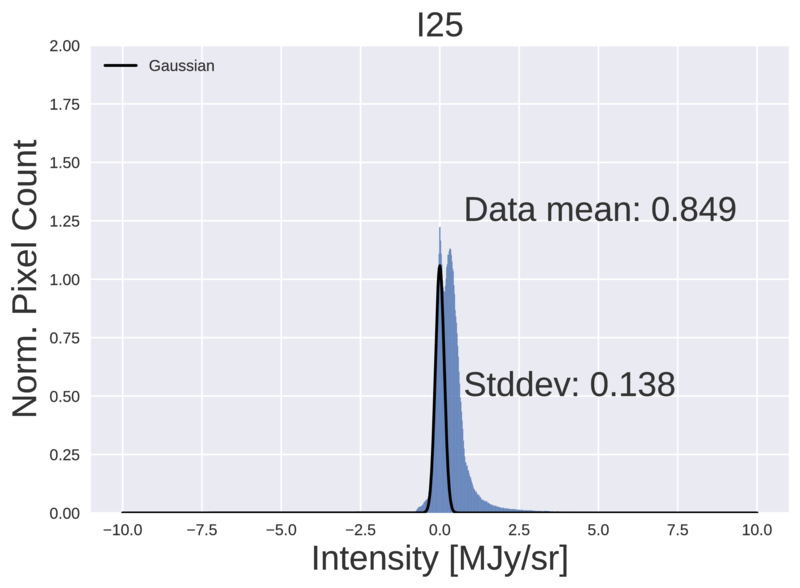 I25
2.00
Gaussian
1.75
1.50
Data mean: 0.849
1.25
1.00
0.75
Stddev: 0.138
0.50
0.25
0.00
Norm. Pixel Count
−10.0 −7.5 −5.0 −2.5 0.0 2.5 5.0 7.5 10.0
Intensity [MJy/sr]